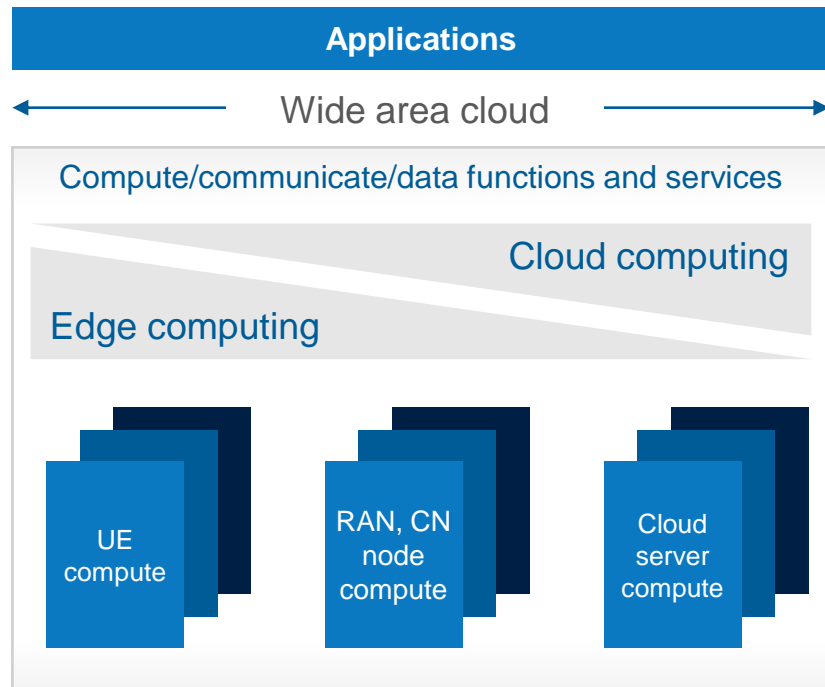 Applications
Wide area cloud
Compute/communicate/data functions and services
Cloud computing
Edge computing
UE
compute
RAN, CN
node
compute
Cloud
server
compute